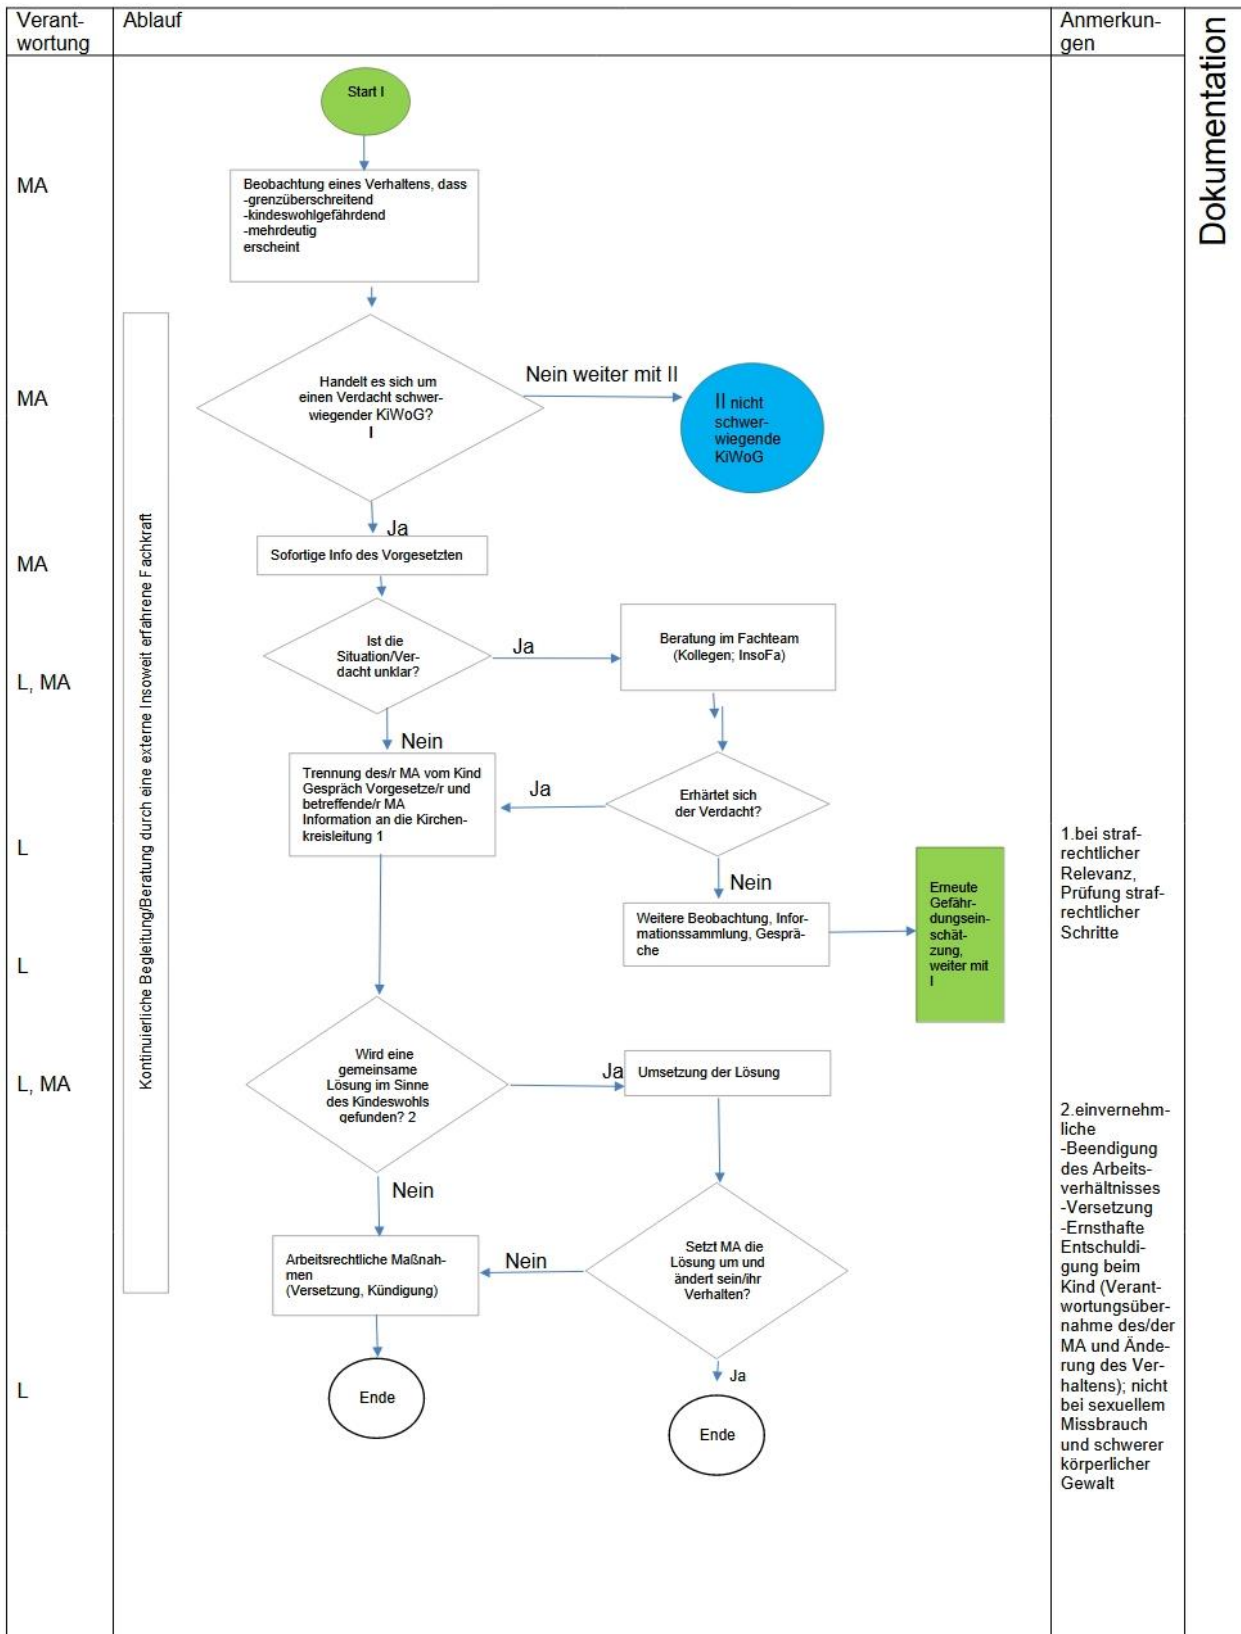 Verant-
wortung
Ablauf
Anmerkun-
gen
Dokumentation
Start I
MA
Beobachtung eines Verhaltens, dass
-grenzüberschreitend
-kindeswohlgefährdend
-mehrdeutig
erscheint
Kontinuierliche Begleitung/Beratung durch eine externe Insoweit erfahrene Fachkraft
MA
Handelt es sich um
einen Verdacht schwer-
wiegender KiWoG?
I
Nein weiter mit II
II nicht
schwer-
wiegende
KiWoG
Ja
MA
Sofortige Info des Vorgesetzten
L, MA
Ist die
Situation/Ver-
dacht unklar?
Ja
Beratung im Fachteam
(Kollegen; InsoFa)
Nein
Trennung des/r MA vom Kind
Gespräch Vorgesetze/r und
betreffende/r MA
Information an die Kirchen-
kreisleitung 1
Ja
Erhärtet sich
der Verdacht?
L
1.bei straf-
rechtlicher
Relevanz,
Prüfung straf-
rechtlicher
Schritte
Nein
Weitere Beobachtung, Infor-
mationssammlung, Gesprä-
che
Erneute
Gefähr-
dungsein-
schät-
zung,
weiter mit
I
L
L, MA
Wird eine
gemeinsame
Lösung im Sinne
des Kindeswohls
gefunden? 2
Ja
Umsetzung der Lösung
2.einvernehm-
liche
-Beendigung
des Arbeits-
verhältnisses
-Versetzung
-Ernsthafte
Entschuldi-
gung beim
Kind (Verant-
wortungsüber-
nahme des/der
MA und Ände-
rung des Ver-
haltens); nicht
bei sexuellem
Missbrauch
und schwerer
körperlicher
Gewalt
Nein
Arbeitsrechtliche Maßnah-
men
(Versetzung, Kündigung)
Nein
Setzt MA die
Lösung um und
ändert sein/ihr
Verhalten?
Ja
L
Ende
Ende